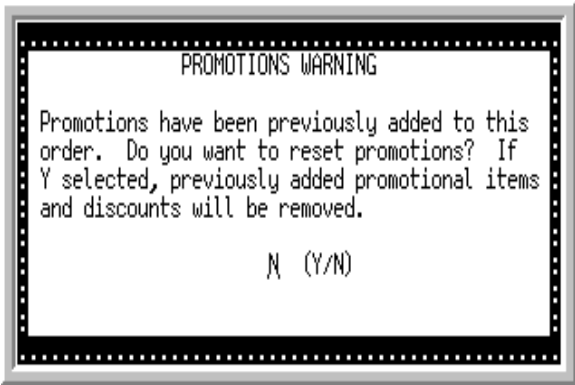 PROMOTIONS WARNING
Promotions have been previously added to this
order.  Do you want to reset promotions?  If
Y selected, previously added promotional items
and discounts will be removed.
N  (Y/N)